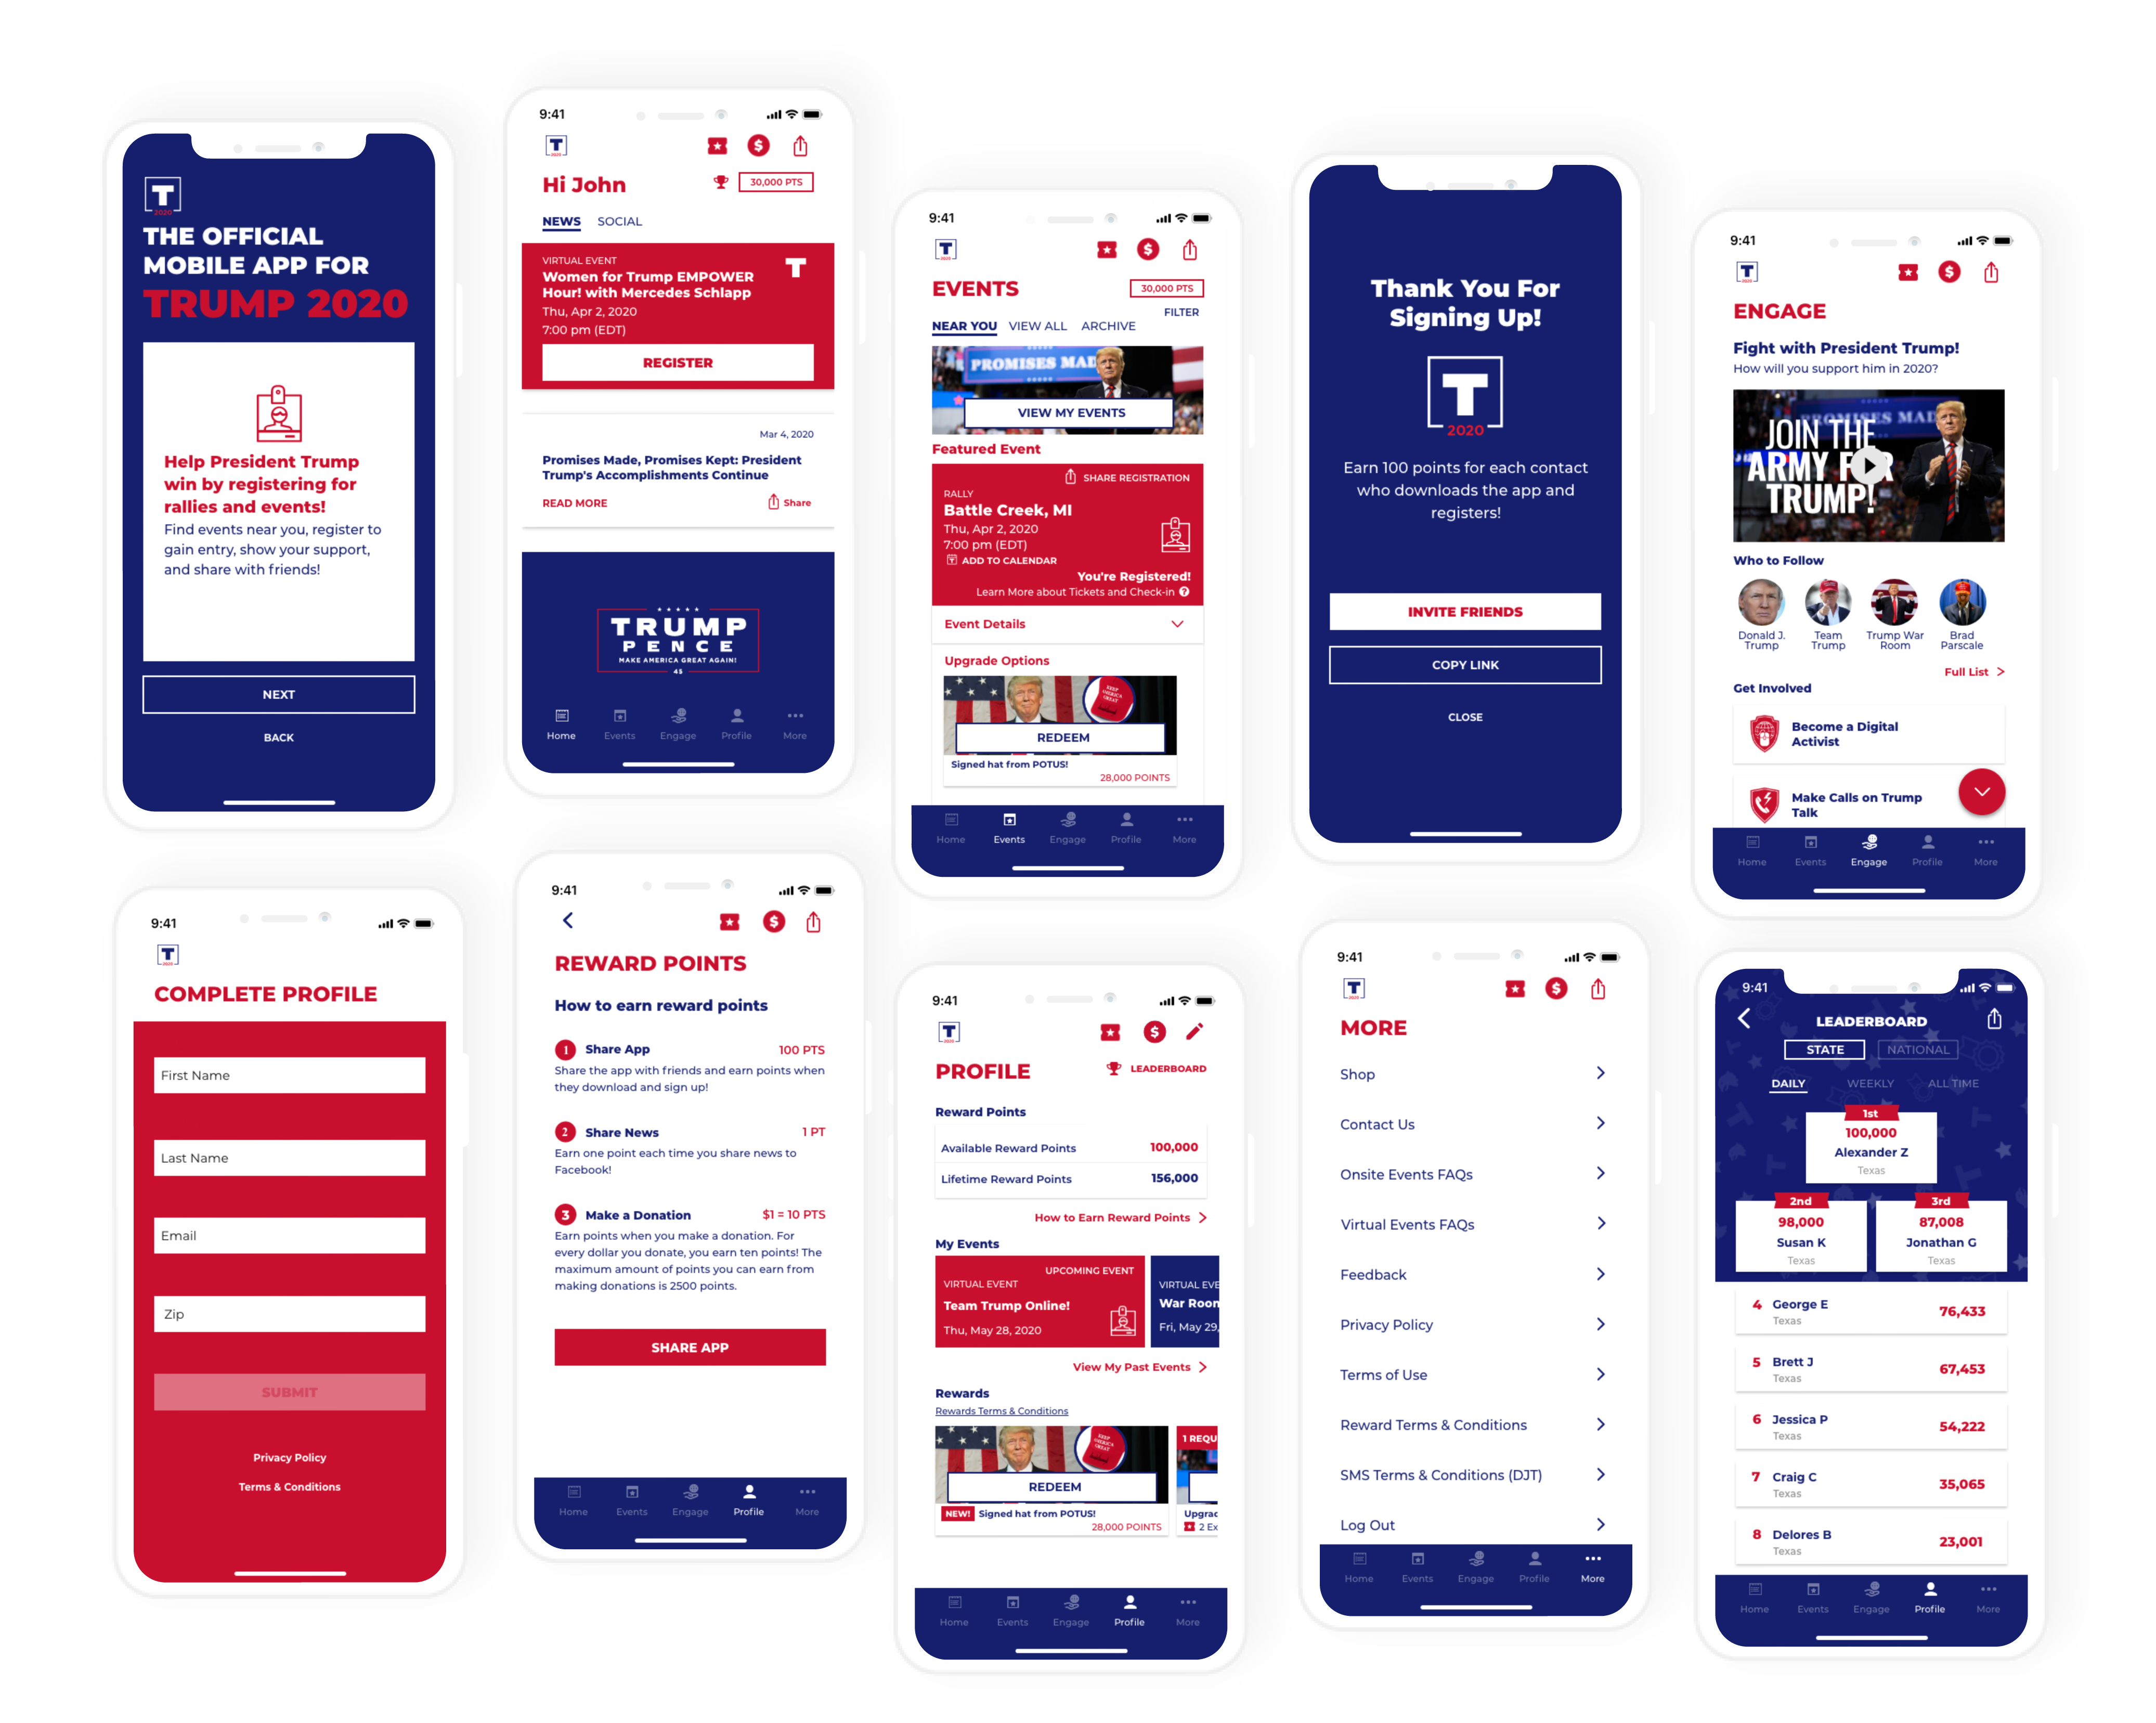 T
2020
THE OFFICIAL
MOBILE APP FOR
TRUMP 2020
Help President Trump
win by registering for
rallies and events!
Find events near you, register to
gain entry, show your support,
and share with friends!
NEXT
BACK
9:41
T
2020
$
Hi John
30,000 PTS
NEWS SOCIAL
VIRTUAL EVENT
T
Women for Trump EMPOWER
Hour! with Mercedes Schlapp
Thu, Apr 2, 2020
7:00 pm (EDT)
REGISTER
Mar 4, 2020
Promises Made, Promises Kept: President
Trump's Accomplishments Continue
READ MORE Share
TRUMP
PENCE
MAKE AMERICA GREAT AGAIN!
45
Home Events Engage Profile More
9:41
T
2020
$
EVENTS
30,000 PTS
FILTER
NEAR YOU VIEW ALL ARCHIVE
PROMISES MAD
VIEW MY EVENTS
Featured Event
SHARE REGISTRATION
RALLY
Battle Creek, MI
Thu, Apr 2, 2020
7:00 pm (EDT)
ADD TO CALENDAR
You're Registered!
Learn More about Tickets and Check-in ?
Event Details
Upgrade Options
KEEP
AMERICA
GREAT
REDEEM
Signed hat from POTUS!
28,000 POINTS
Home Events Engage Profile More
Thank You For
Signing Up!
T
2020
Earn 100 points for each contact
who downloads the app and
registers!
INVITE FRIENDS
COPY LINK
CLOSE
9:41
T
2020
$
ENGAGE
Fight with President Trump!
How will you support him in 2020?
PROMISES MAD
JOIN THE
ARMY FOR
TRUMP!
Who to Follow
Donald J.
Trump
Team
Trump
Trump War
Room
Brad
Parscale
Full List
Get Involved
Become a Digital
Activist
Make Calls on Trump
Talk
Home Events Engage Profile More
9:41
T
2020
COMPLETE PROFILE
First Name
Last Name
Email
Zip
SUBMIT
Privacy Policy
Terms & Conditions
9:41
$
REWARD POINTS
How to earn reward points
1 Share App 100 PTS
Share the app with friends and earn points when
they download and sign up!
2 Share News 1 PT
Earn one point each time you share news to
Facebook!
3 Make a Donation $1 = 10 PTS
Earn points when you make a donation. For
every dollar you donate, you earn ten points! The
maximum amount of points you can earn from
making donations is 2500 points.
SHARE APP
Home Events Engage Profile More
9:41
T
2020
$
PROFILE
LEADERBOARD
Reward Points
Available Reward Points 100,000
Lifetime Reward Points 156,000
How to Earn Reward Points
My Events
UPCOMING EVENT
VIRTUAL EVENT
Team Trump Online!
Thu, May 28, 2020
VIRTUAL EVE
War Room
Fri, May 29,
View My Past Events
Rewards
Rewards Terms & Conditions
KEEP
AMERICA
GREAT
REDEEM
NEW! Signed hat from POTUS!
28,000 POINTS
1 REQU
Upgrac
2 Ex
Home Events Engage Profile More
9:41
T
2020
$
MORE
Shop
Contact Us
Onsite Events FAQs
Virtual Events FAQs
Feedback
Privacy Policy
Terms of Use
Reward Terms & Conditions
SMS Terms & Conditions (DJT)
Log Out
Home Events Engage Profile More
9:41
LEADERBOARD
STATE NATIONAL
DAILY WEEKLY ALL TIME
1st
100,000
Alexander Z
Texas
2nd
98,000
Susan K
Texas
3rd
87,008
Jonathan G
Texas
4 George E 76,433
Texas
5 Brett J 67,453
Texas
6 Jessica P 54,222
Texas
7 Craig C 35,065
Texas
8 Delores B 23,001
Texas
Home Events Engage Profile More